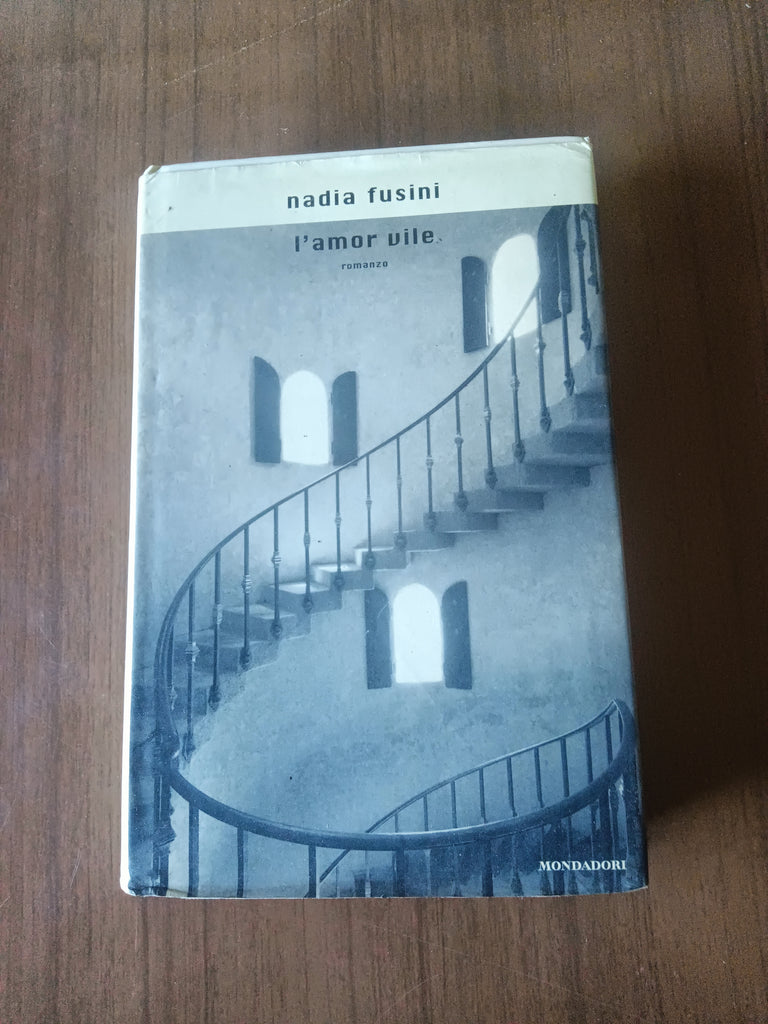 nadia fusini
l'amor vile
romanzo
MONDADORI